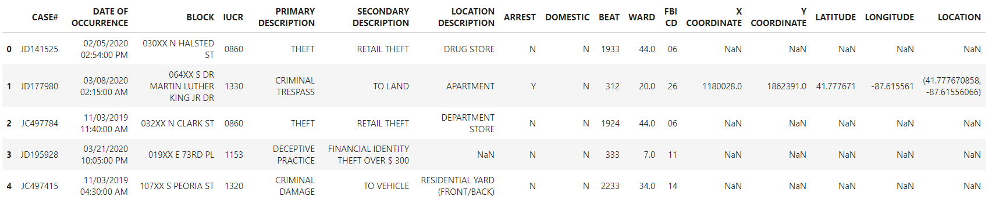 CASE# DATE OF OCCURRENCE BLOCK IUCR PRIMARY DESCRIPTION SECONDARY DESCRIPTION LOCATION DESCRIPTION ARREST DOMESTIC BEAT WARD FBI CD X COORDINATE Y COORDINATE LATITUDE LONGITUDE LOCATION
0 JD141525 02/05/2020 02:54:00 PM 030XX N HALSTED ST 0860 THEFT RETAIL THEFT DRUG STORE N N 1933 44.0 06 NaN NaN NaN NaN NaN
1 JD177980 03/08/2020 02:15:00 AM 064XX S DR MARTIN LUTHER KING JR DR 1330 CRIMINAL TRESPASS TO LAND APARTMENT Y N 312 20.0 26 1180028.0 1862391.0 41.777671 -87.615561 (41.777670858, -87.61556066)
2 JC497784 11/03/2019 11:40:00 AM 032XX N CLARK ST 0860 THEFT RETAIL THEFT DEPARTMENT STORE N N 1924 44.0 06 NaN NaN NaN NaN NaN
3 JD195928 03/21/2020 10:05:00 PM 019XX E 73RD PL 1153 DECEPTIVE PRACTICE FINANCIAL IDENTITY THEFT OVER $ 300 NaN N N 333 7.0 11 NaN NaN NaN NaN NaN
4 JC497415 11/03/2019 04:30:00 AM 107XX S PEORIA ST 1320 CRIMINAL DAMAGE TO VEHICLE RESIDENTIAL YARD (FRONT/BACK) N N 2233 34.0 14 NaN NaN NaN NaN NaN